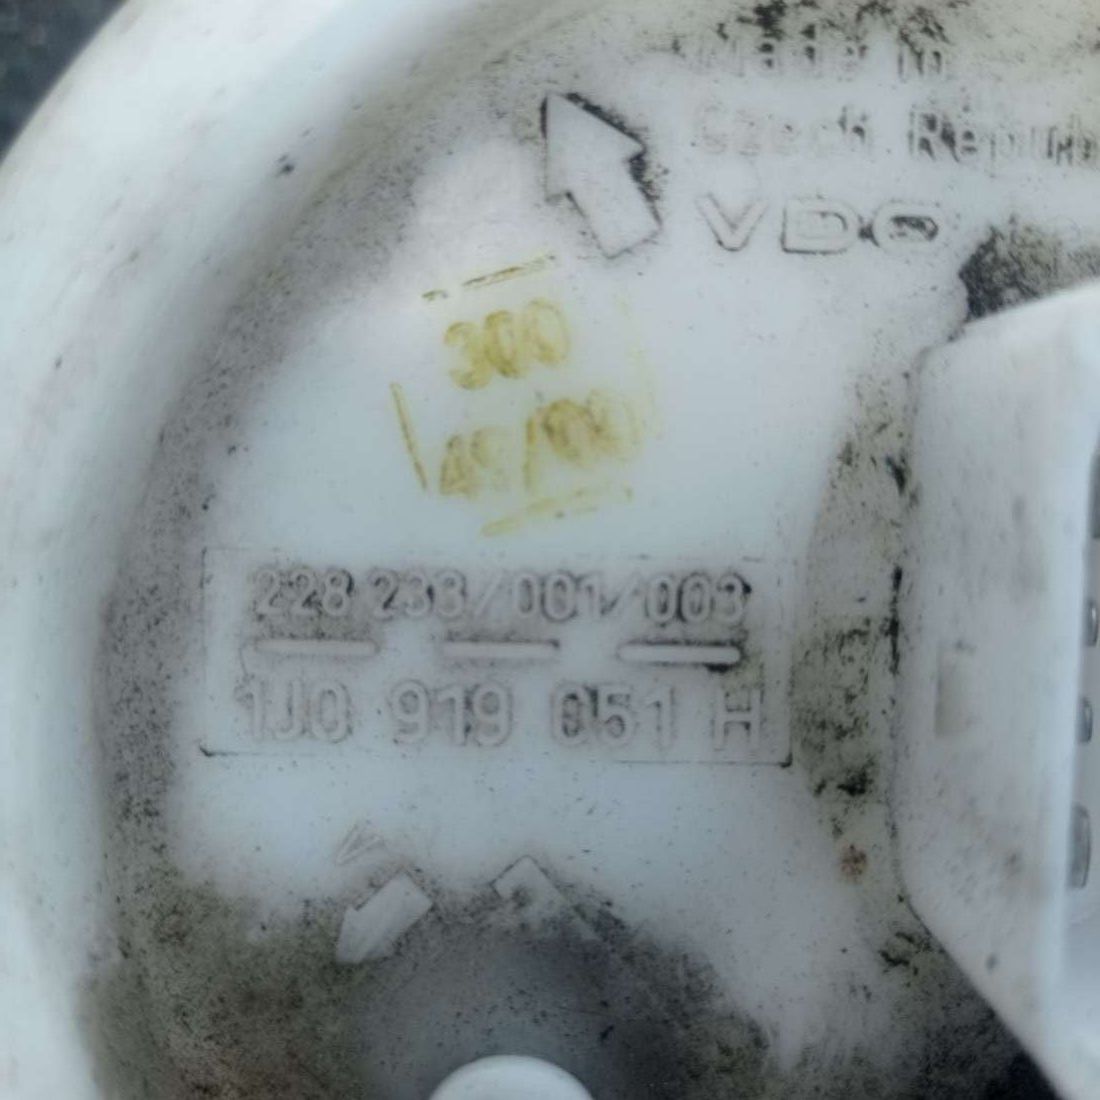 Made in
Czech Repub
VDO
300
228 233/001/003
1J0 919 051 H